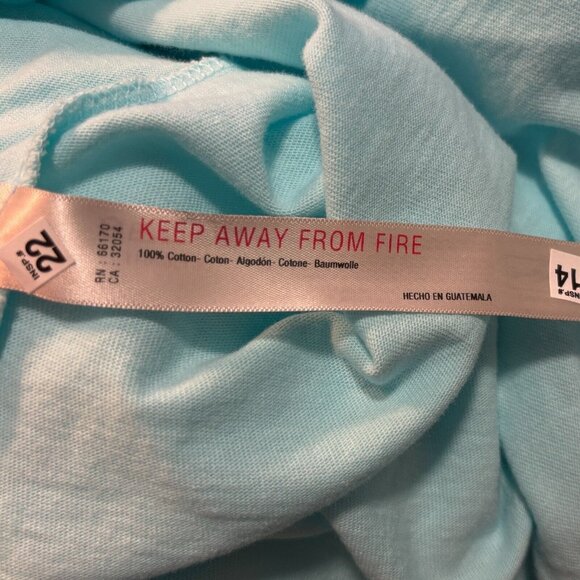 INSP.# 22
RN : 66170
CA : 32054
KEEP AWAY FROM FIRE
100% Cotton- Coton- Algodón- Cotone- Baumwolle
HECHO EN GUATEMALA
INSP.# 14